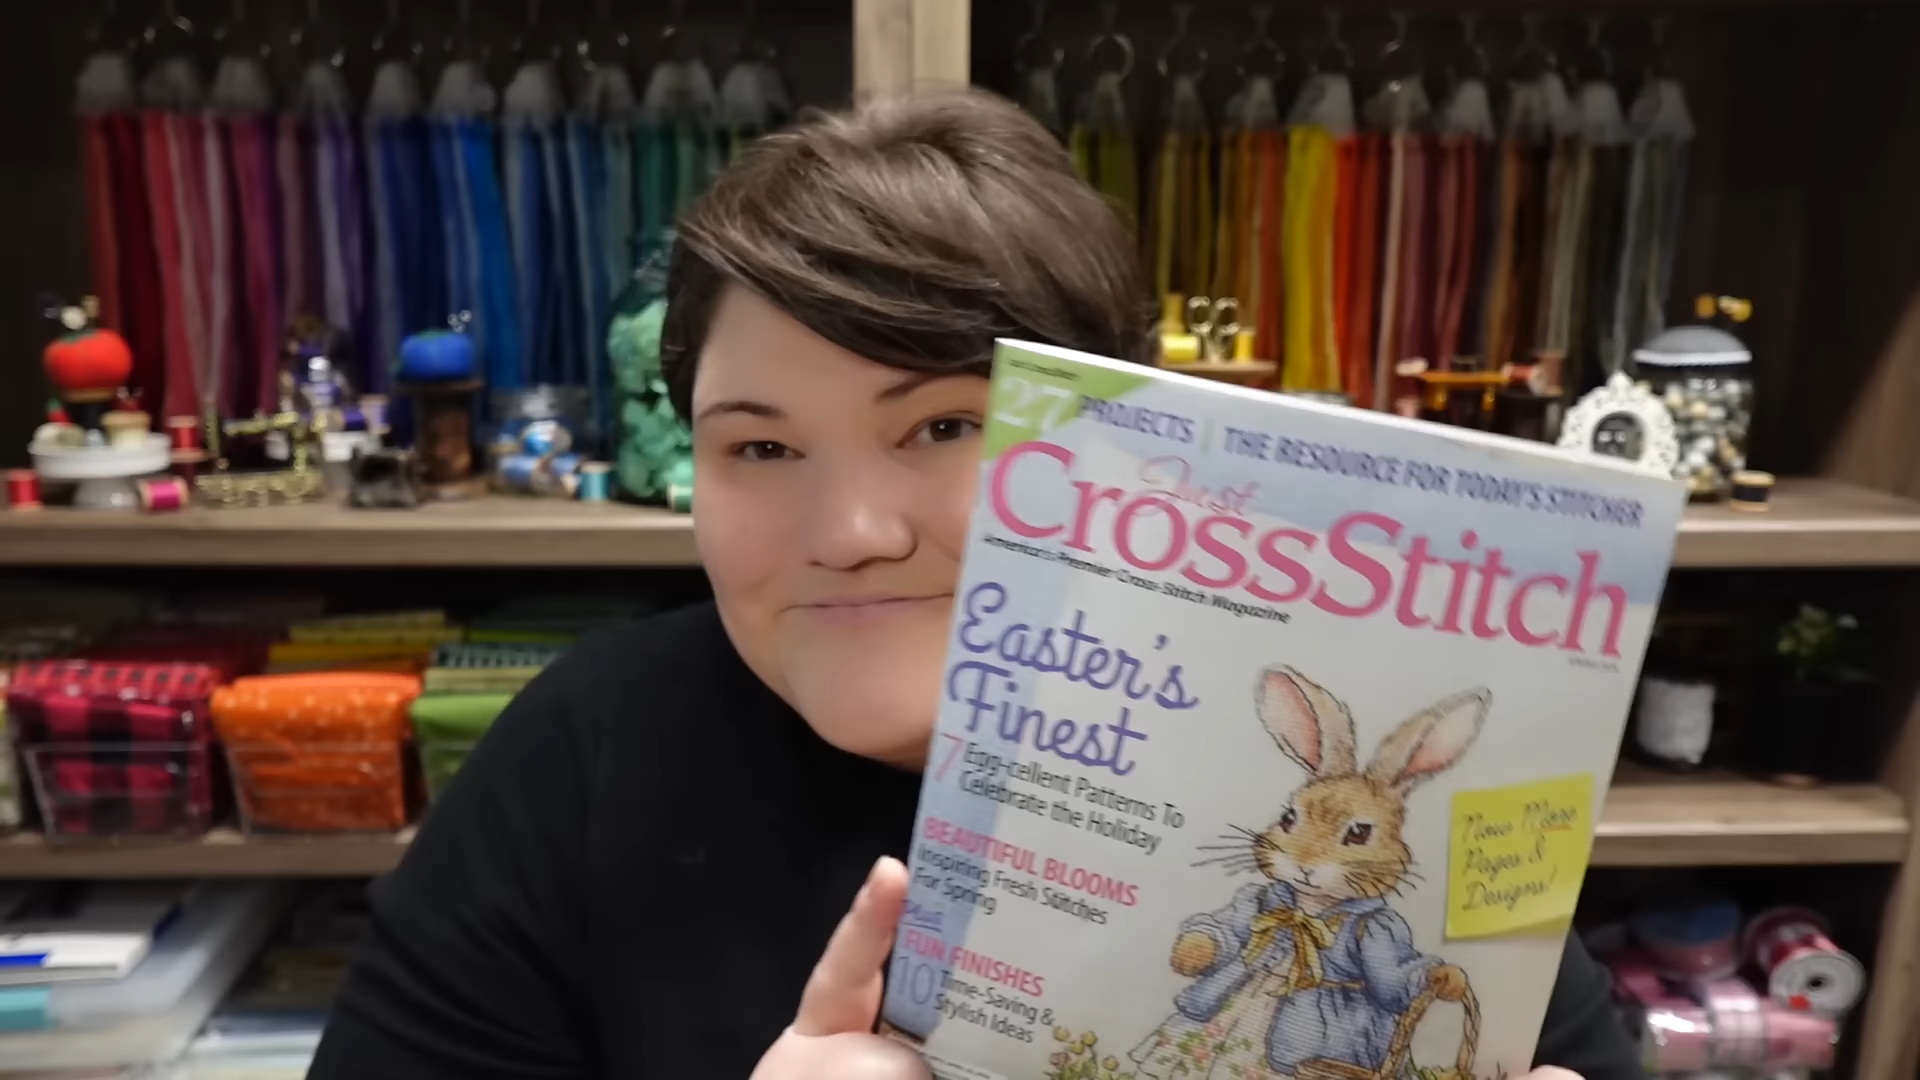 27 PROJECTS | THE RESOURCE FOR TODAY'S STITCHER
Just
CrossStitch
America's Premier Cross-Stitch Magazine
Easter's
Finest
7 Egg-cellent Patterns To
Celebrate the Holiday
BEAUTIFUL BLOOMS
Inspiring Fresh Stitches
For Spring
Plus
FUN FINISHES
10 Time-Saving &
Stylish Ideas
Now More
Pages &
Designs!